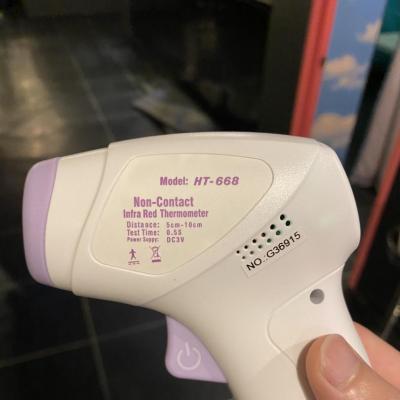 Model: HT-668
Non-Contact
Infra Red Thermometer
Distance: 5cm-10cm
Test Time: 0.5S
Power Suppy: DC3V
NO.:G36915